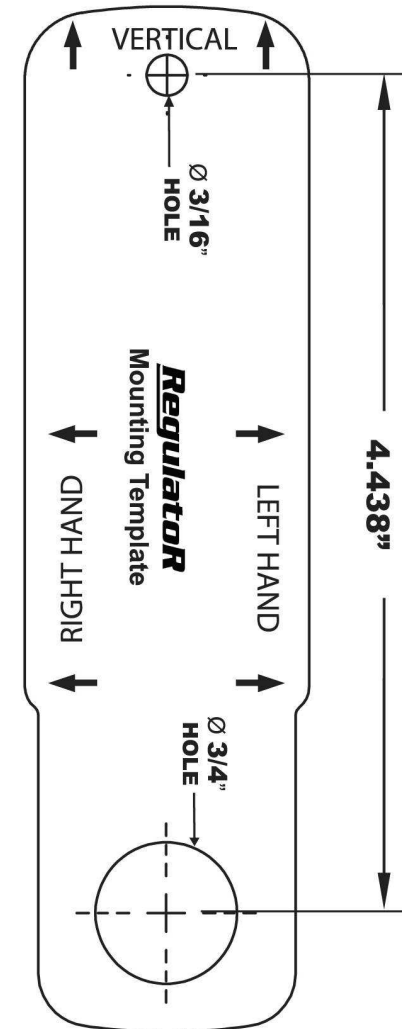 VERTICAL
Ø 3/16"
HOLE
RegulatoR
Mounting Template
RIGHT HAND
LEFT HAND
4.438"
Ø 3/4"
HOLE